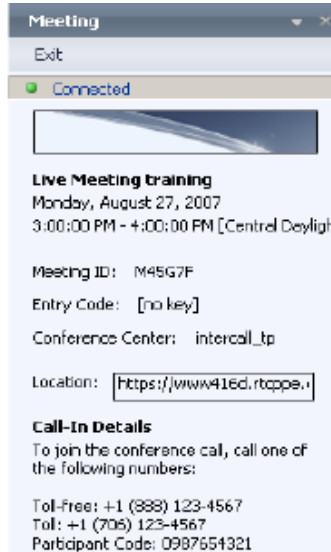 Meeting
Exit
Connected
Live Meeting training
Monday, August 27, 2007
3:00:00 PM - 4:00:00 PM [Central Dayligh
Meeting ID: M45G7F
Entry Code: [no key]
Conference Center: intercall_tp
Location: https://www416d.rtcppe.
Call-In Details
To join the conference call, call one of
the following numbers:
Toll-free: +1 (888) 123-4567
Toll: +1 (706) 123-4567
Participant Code: 0987654321